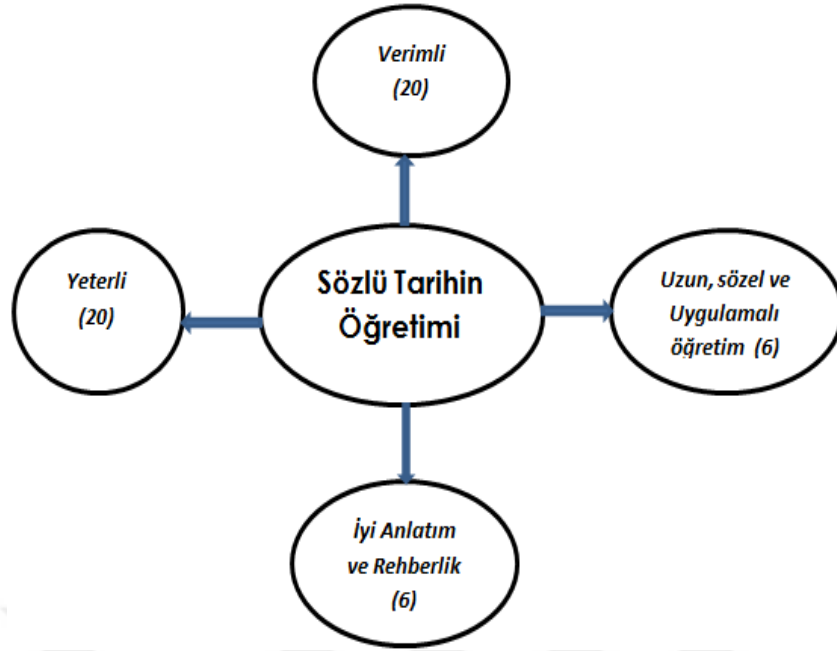 Verimli
(20)
Yeterli
(20)
Sözlü Tarihin
Öğretimi
Uzun, sözel ve
Uygulamalı
öğretim (6)
İyi Anlatım
ve Rehberlik
(6)